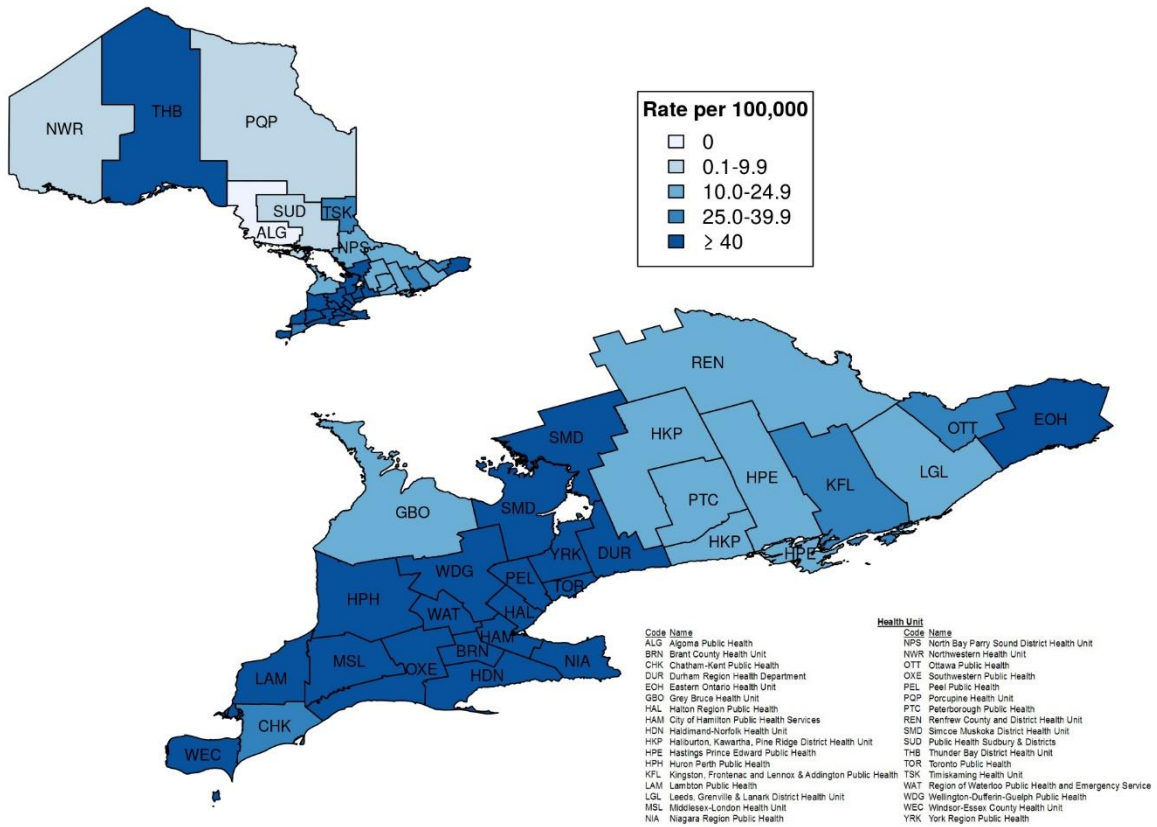 NWR
THB
PQP
SUD
ALG
TSK
NPS
Rate per 100,000
0
0.1-9.9
10.0-24.9
25.0-39.9
≥ 40
REN
SMD
HKP
OTT
EOH
LGL
KFL
HPE
PTC
GBO
SMD
HKP
HPE
YRK
DUR
WDG
PEL
TOR
HPH
WAT
HAL
HAM
BRN
MSL
OXE
NIA
LAM
HDN
CHK
WEC
Health Unit
Code Name
ALG Algoma Public Health
BRN Brant County Health Unit
CHK Chatham-Kent Public Health
DUR Durham Region Health Department
EOH Eastern Ontario Health Unit
GBO Grey Bruce Health Unit
HAL Halton Region Public Health
HAM City of Hamilton Public Health Services
HDN Haldimand-Norfolk Health Unit
HKP Haliburton, Kawartha, Pine Ridge District Health Unit
HPE Hastings Prince Edward Public Health
HPH Huron Perth Public Health
KFL Kingston, Frontenac and Lennox & Addington Public Health
LAM Lambton Public Health
LGL Leeds, Grenville & Lanark District Health Unit
MSL Middlesex-London Health Unit
NIA Niagara Region Public Health
Code Name
NPS North Bay Parry Sound District Health Unit
NWR Northwestern Health Unit
OTT Ottawa Public Health
OXE Southwestern Public Health
PEL Peel Public Health
PQP Porcupine Health Unit
PTC Peterborough Public Health
REN Renfrew County and District Health Unit
SMD Simcoe Muskoka District Health Unit
SUD Public Health Sudbury & Districts
THB Thunder Bay District Health Unit
TOR Toronto Public Health
TSK Timiskaming Health Unit
WAT Region of Waterloo Public Health and Emergency Service
WDG Wellington-Dufferin-Guelph Public Health
WEC Windsor-Essex County Health Unit
YRK York Region Public Health